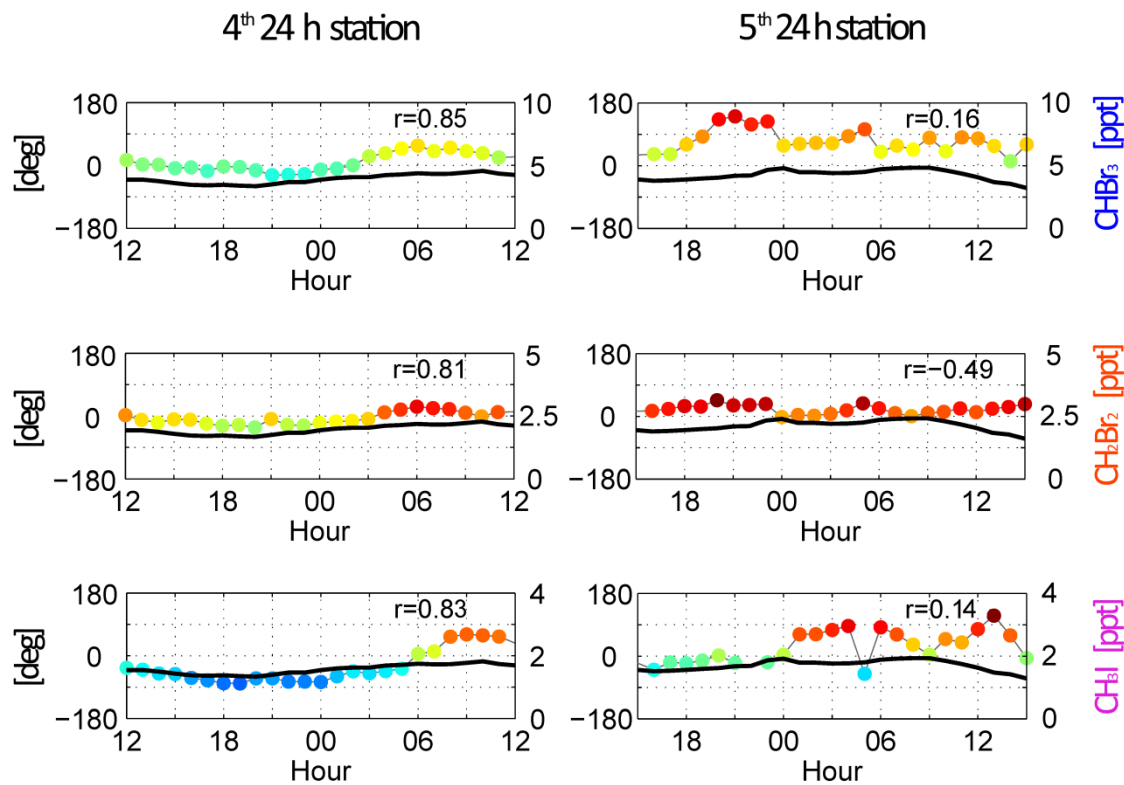 4th 24 h station
5th 24 h station
180
0
−180
[deg]
r=0.85
12 18 00 06 12
Hour
10
5
0
r=0.16
180
0
−180
18 00 06 12
Hour
10
5
0
CHBr3 [ppt]
180
0
−180
[deg]
r=0.81
12 18 00 06 12
Hour
5
2.5
0
r=−0.49
180
0
−180
18 00 06 12
Hour
5
2.5
0
CH2Br2 [ppt]
180
0
−180
[deg]
r=0.83
12 18 00 06 12
Hour
4
2
0
r=0.14
180
0
−180
18 00 06 12
Hour
4
2
0
CH3I [ppt]